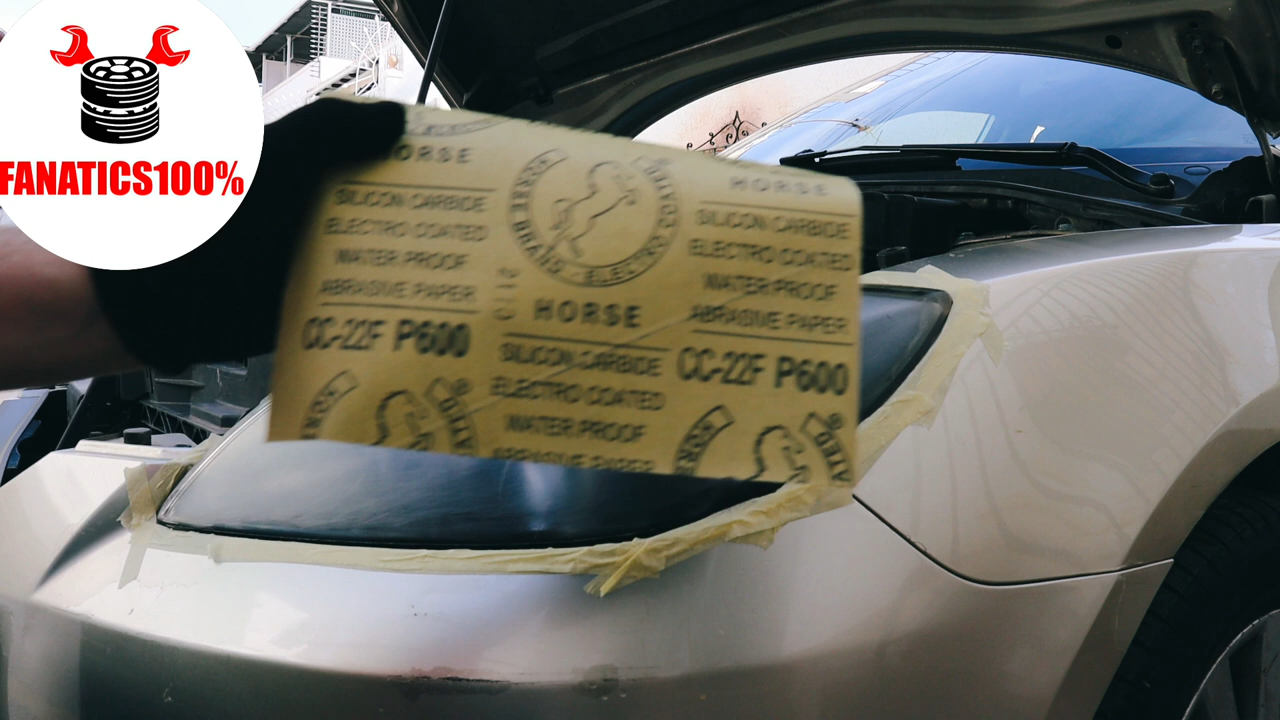 FANATICS100%
HORSE
SILICON CARBIDE
ELECTRO COATED
WATER PROOF
ABRASIVE PAPER
CC-22F P600
HORSE
SILICON CARBIDE
ELECTRO COATED
WATER PROOF
ABRASIVE PAPER
HORSE
SILICON CARBIDE
ELECTRO COATED
WATER PROOF
ABRASIVE PAPER
CC-22F P600